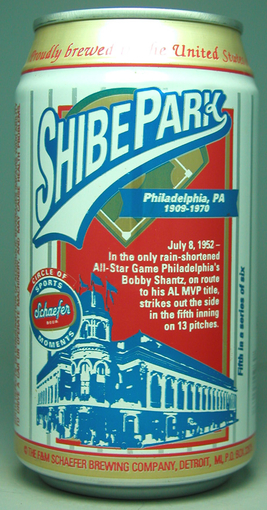 Proudly brewed in the United States
SHIBE PARK
Philadelphia, PA
1909-1970
July 8, 1952 –
In the only rain-shortened
All-Star Game Philadelphia's
Bobby Shantz, on route
to his AL MVP title,
strikes out the side
in the fifth inning
on 13 pitches.
CIRCLE OF
SPORTS
Schaefer
BEER
MOMENTS
Fifth in a series of six
© THE F&M SCHAEFER BREWING COMPANY, DETROIT, MI, P.O. BOX